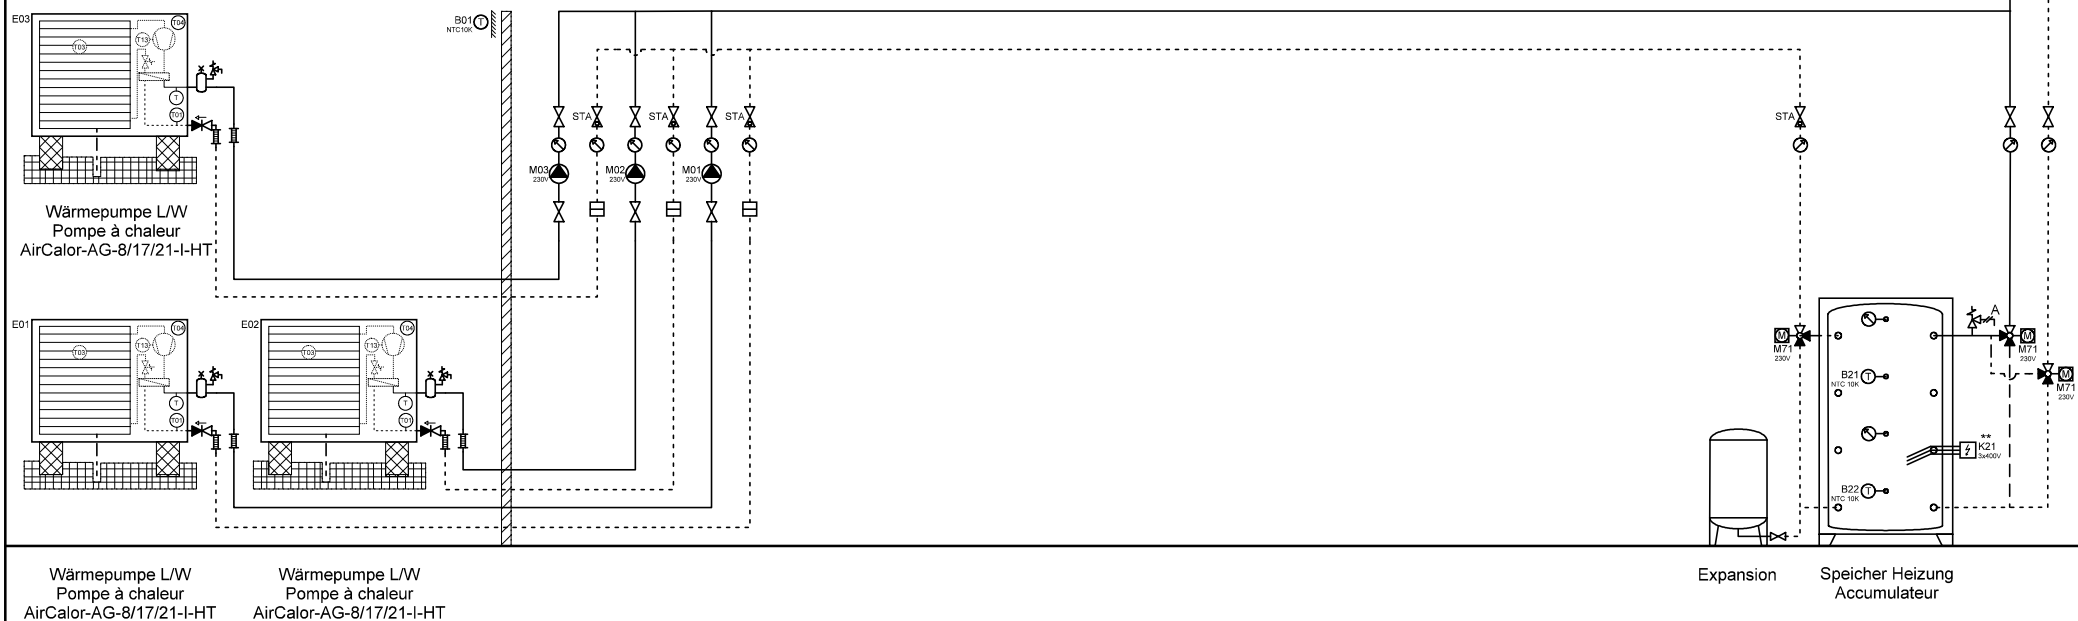 E03
T04
T03
T13
T
T01
B01 T
NTC10K
STA
STA
STA
STA
M03
230V
M02
230V
M01
230V
Wärmepumpe L/W
Pompe à chaleur
AirCalor-AG-8/17/21-I-HT
E01
T04
T03
T13
T
T01
E02
T04
T03
T13
T
T01
M
M71
230V
A
M
M71
230V
M
M71
230V
B21 T
NTC 10K
**
K21
3x400V
B22 T
NTC 10K
Wärmepumpe L/W
Pompe à chaleur
AirCalor-AG-8/17/21-I-HT
Wärmepumpe L/W
Pompe à chaleur
AirCalor-AG-8/17/21-I-HT
Expansion
Speicher Heizung
Accumulateur